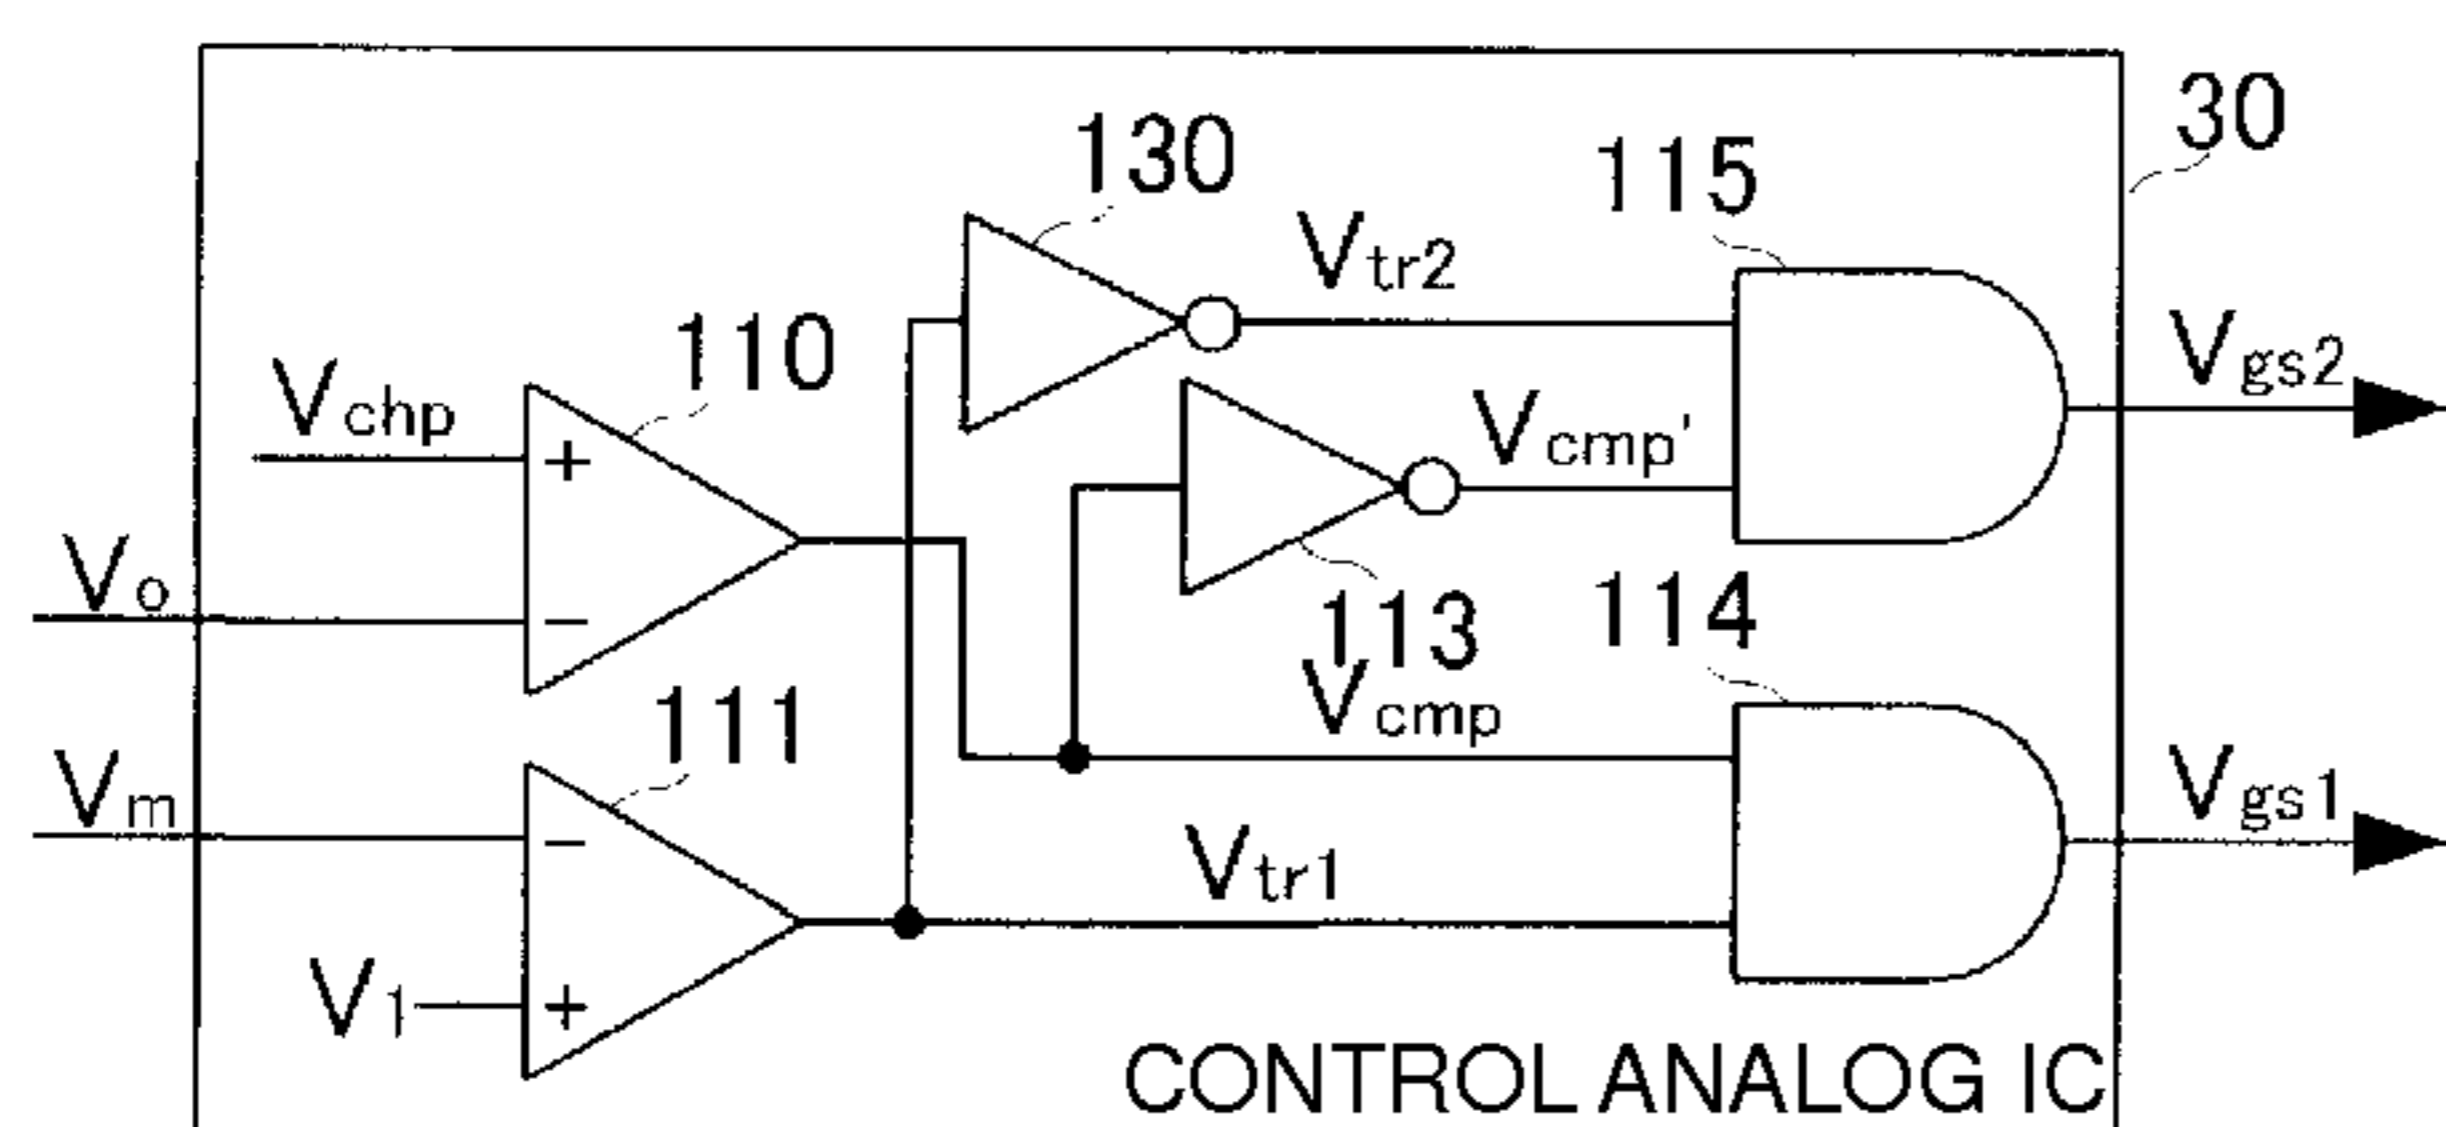 30
130
115
Vtr2
110
Vgs2
Vchp
+
Vcmp'
Vo
−
113
114
111
Vcmp
Vm
−
Vgs1
Vtr1
V1
+
CONTROL ANALOG IC